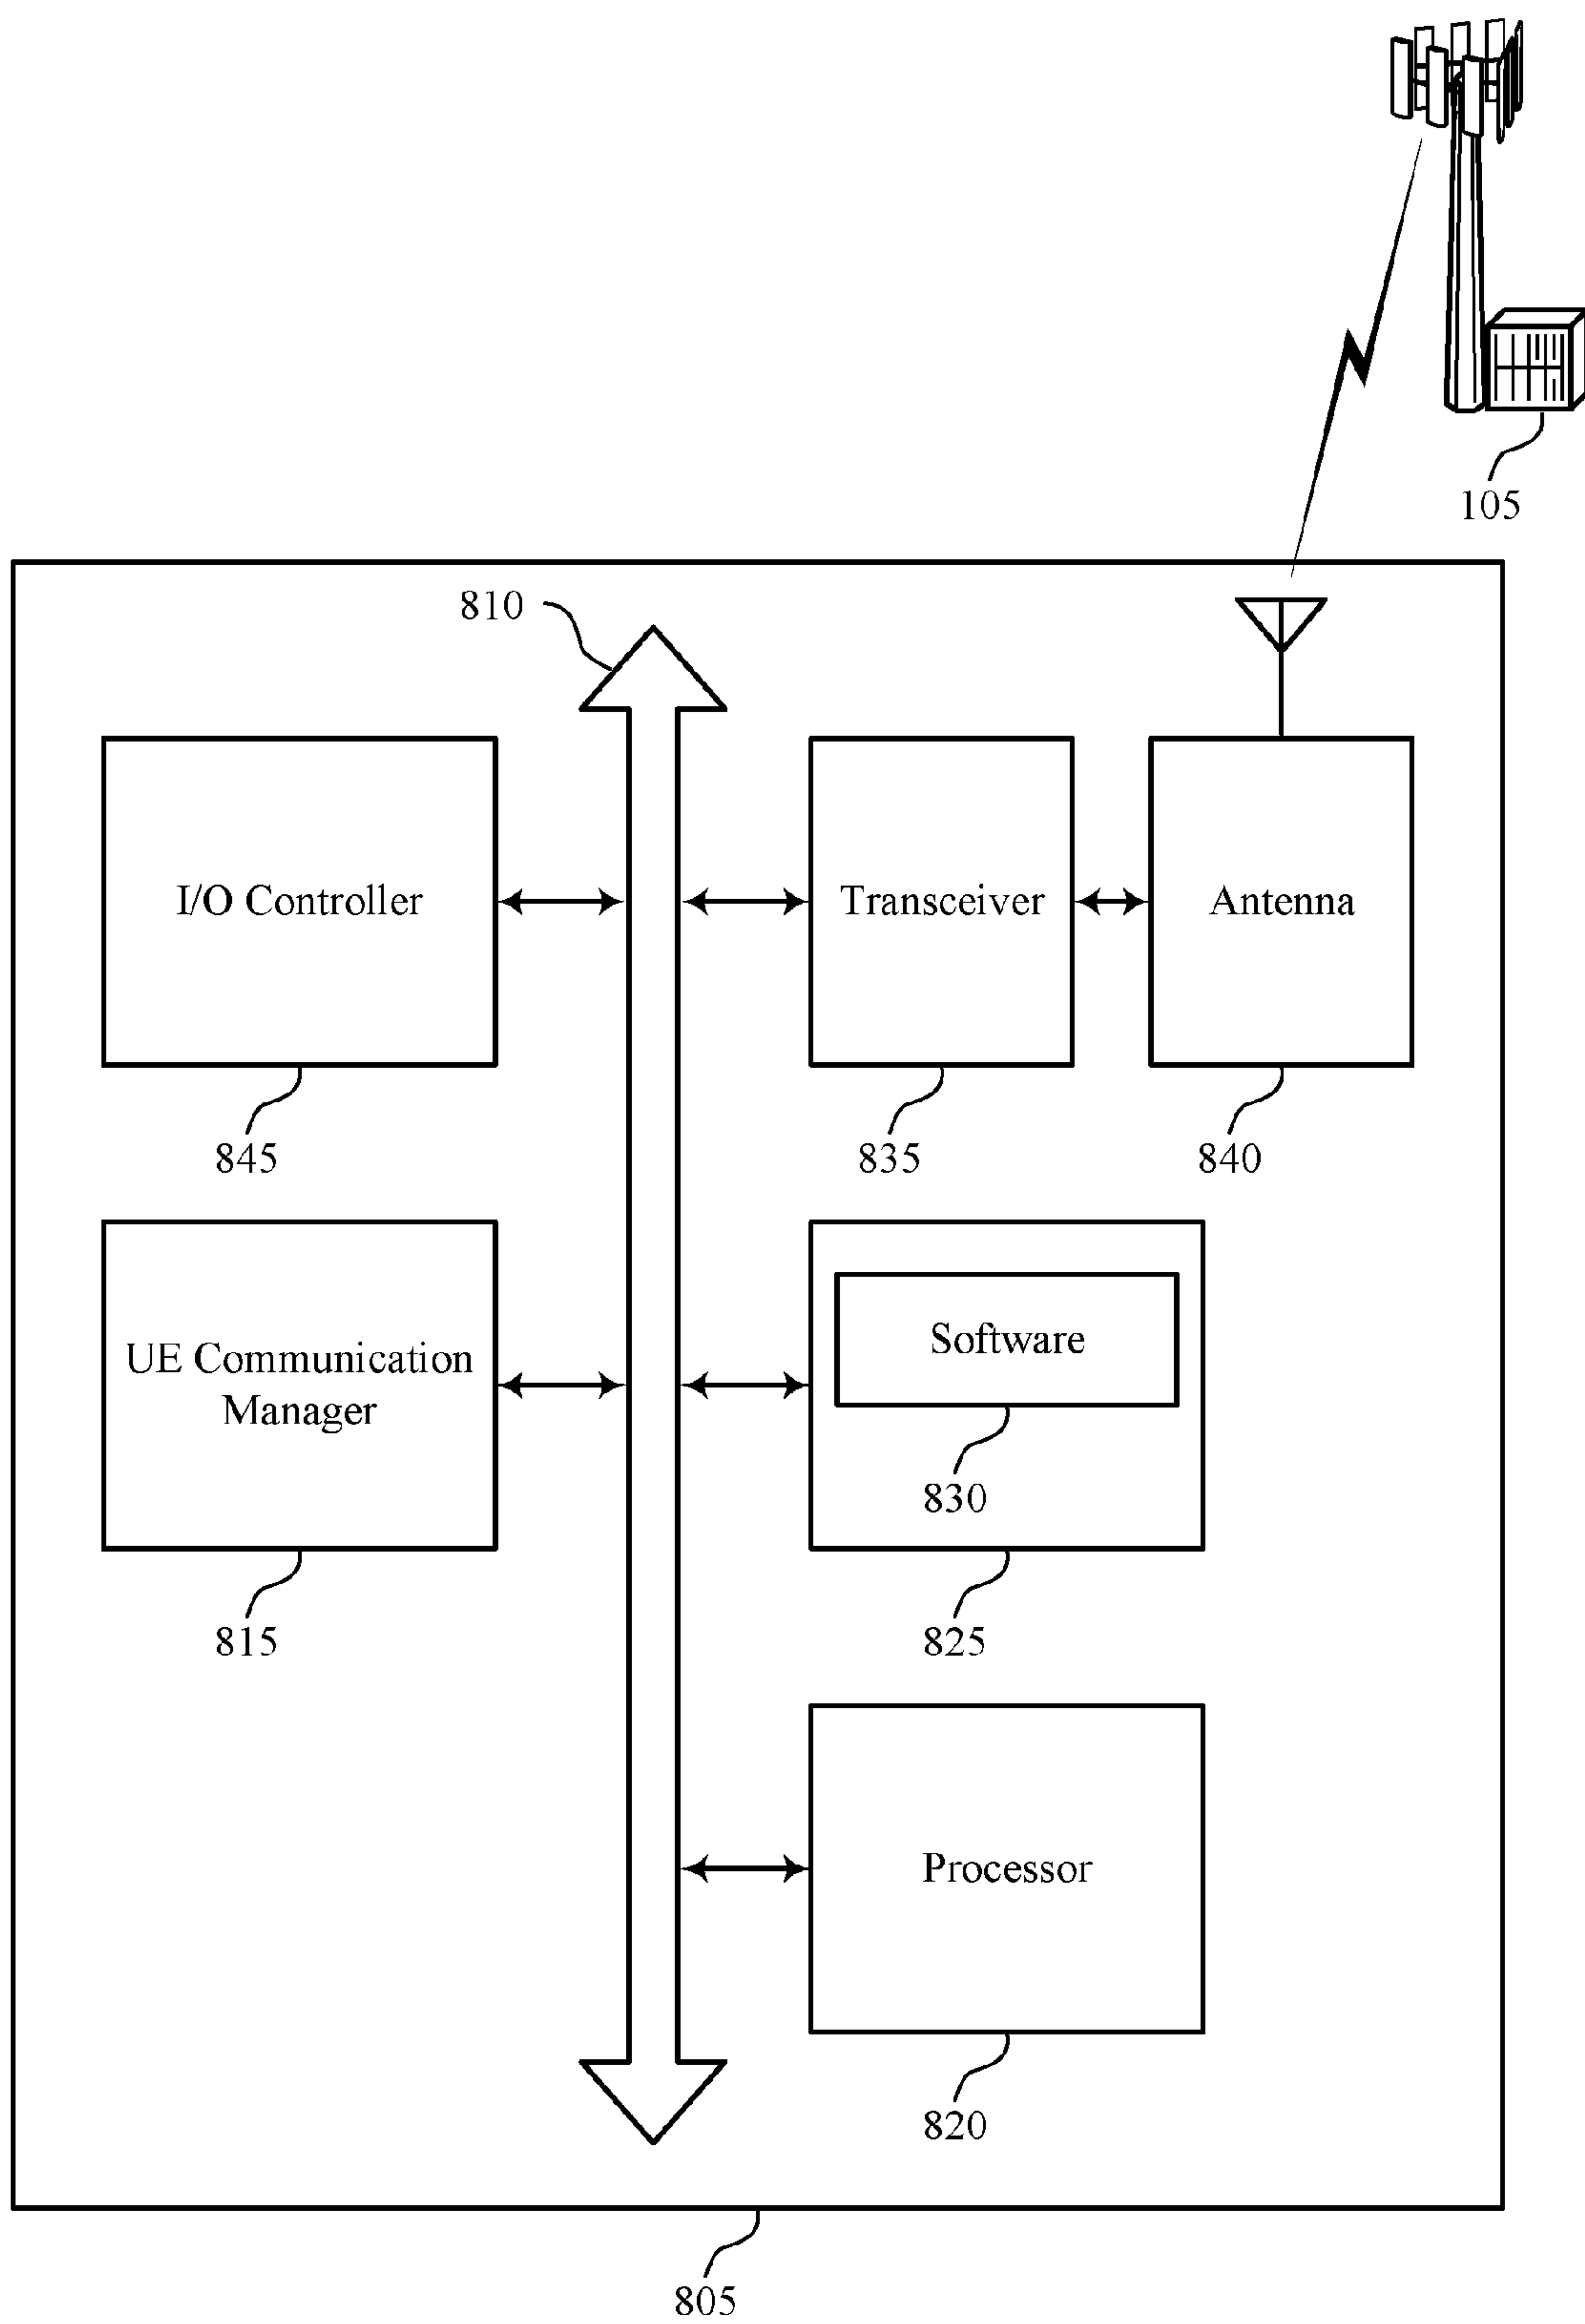 105
810
I/O Controller
Transceiver
Antenna
845
835
840
UE Communication
Manager
Software
830
815
825
Processor
820
805